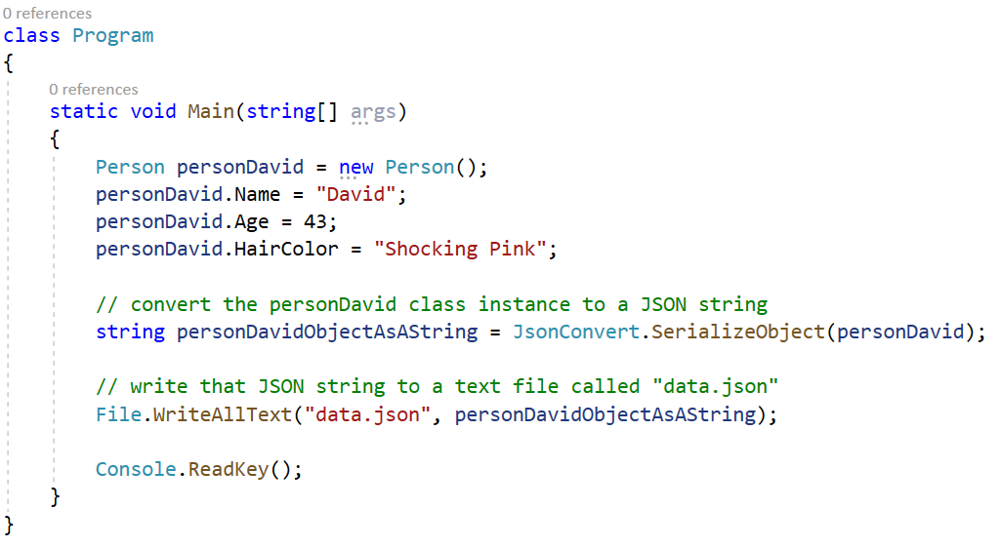 0 references
class Program
{
0 references
static void Main(string[] args)
{
Person personDavid = new Person();
personDavid.Name = "David";
personDavid.Age = 43;
personDavid.HairColor = "Shocking Pink";
// convert the personDavid class instance to a JSON string
string personDavidObjectAsAString = JsonConvert.SerializeObject(personDavid);
// write that JSON string to a text file called "data.json"
File.WriteAllText("data.json", personDavidObjectAsAString);
Console.ReadKey();
}
}